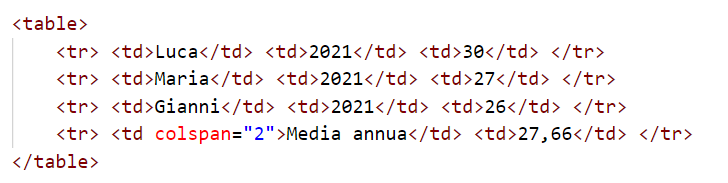 <table>
<tr> <td>Luca</td> <td>2021</td> <td>30</td> </tr>
<tr> <td>Maria</td> <td>2021</td> <td>27</td> </tr>
<tr> <td>Gianni</td> <td>2021</td> <td>26</td> </tr>
<tr> <td colspan="2">Media annua</td> <td>27,66</td> </tr>
</table>